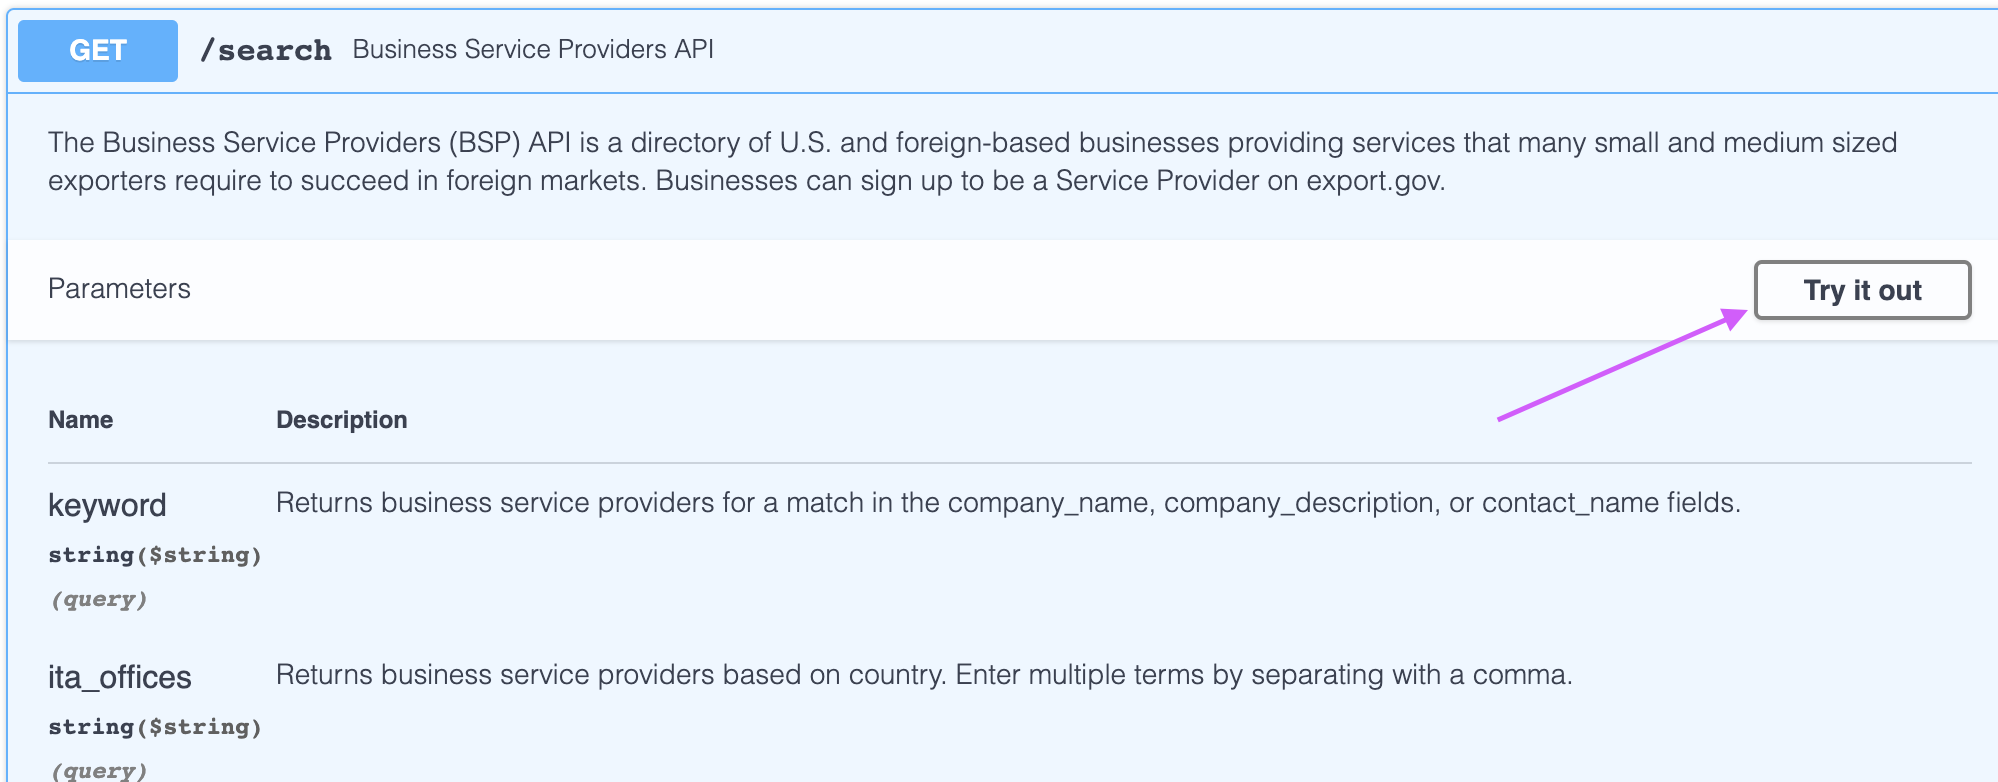 GET /search Business Service Providers API
The Business Service Providers (BSP) API is a directory of U.S. and foreign-based businesses providing services that many small and medium sized
exporters require to succeed in foreign markets. Businesses can sign up to be a Service Provider on export.gov.
Parameters
Try it out
Name Description
keyword Returns business service providers for a match in the company_name, company_description, or contact_name fields.
string($string)
(query)
ita_offices Returns business service providers based on country. Enter multiple terms by separating with a comma.
string($string)
(query)